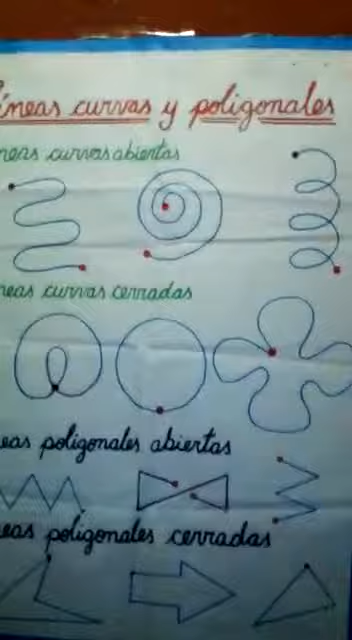 íneas curvas y poligonales
neas curvas abiertas
neas curvas cerradas
eas poligonales abiertas
eas poligonales cerradas